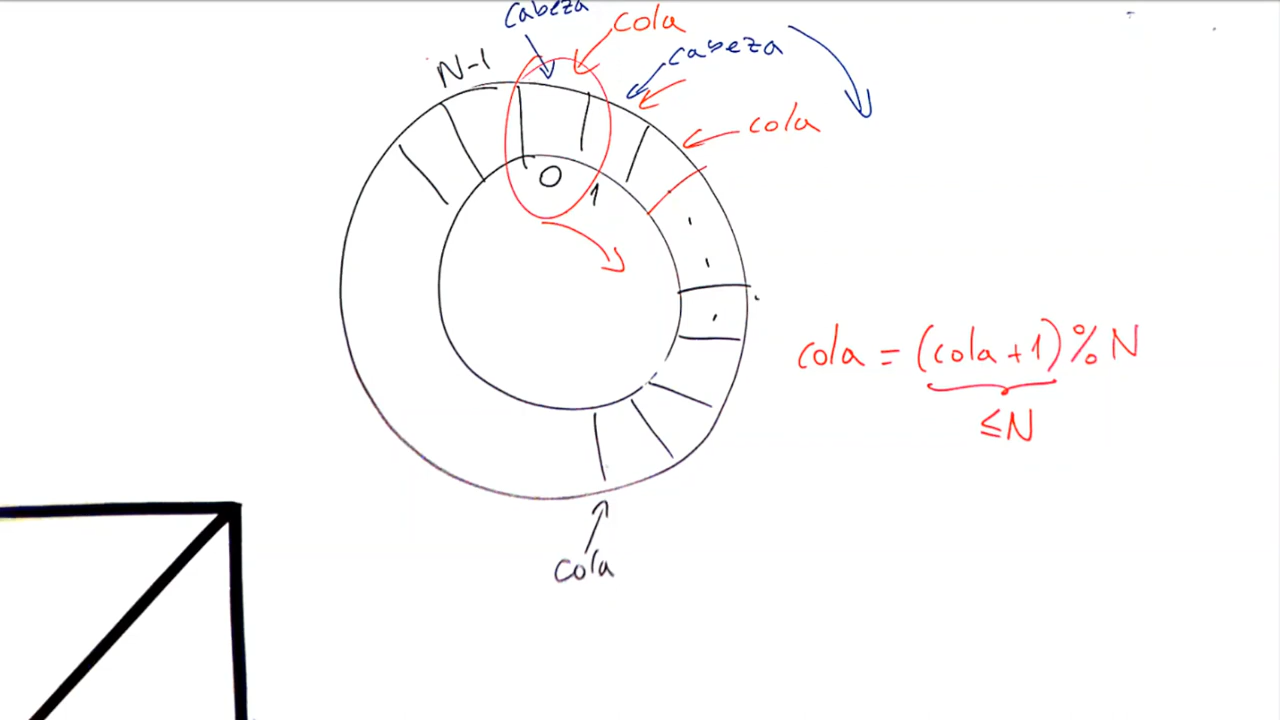 cabeza
cola
cabeza
N-1
cola
0
1
cola = (cola+1) % N
≤N
cola